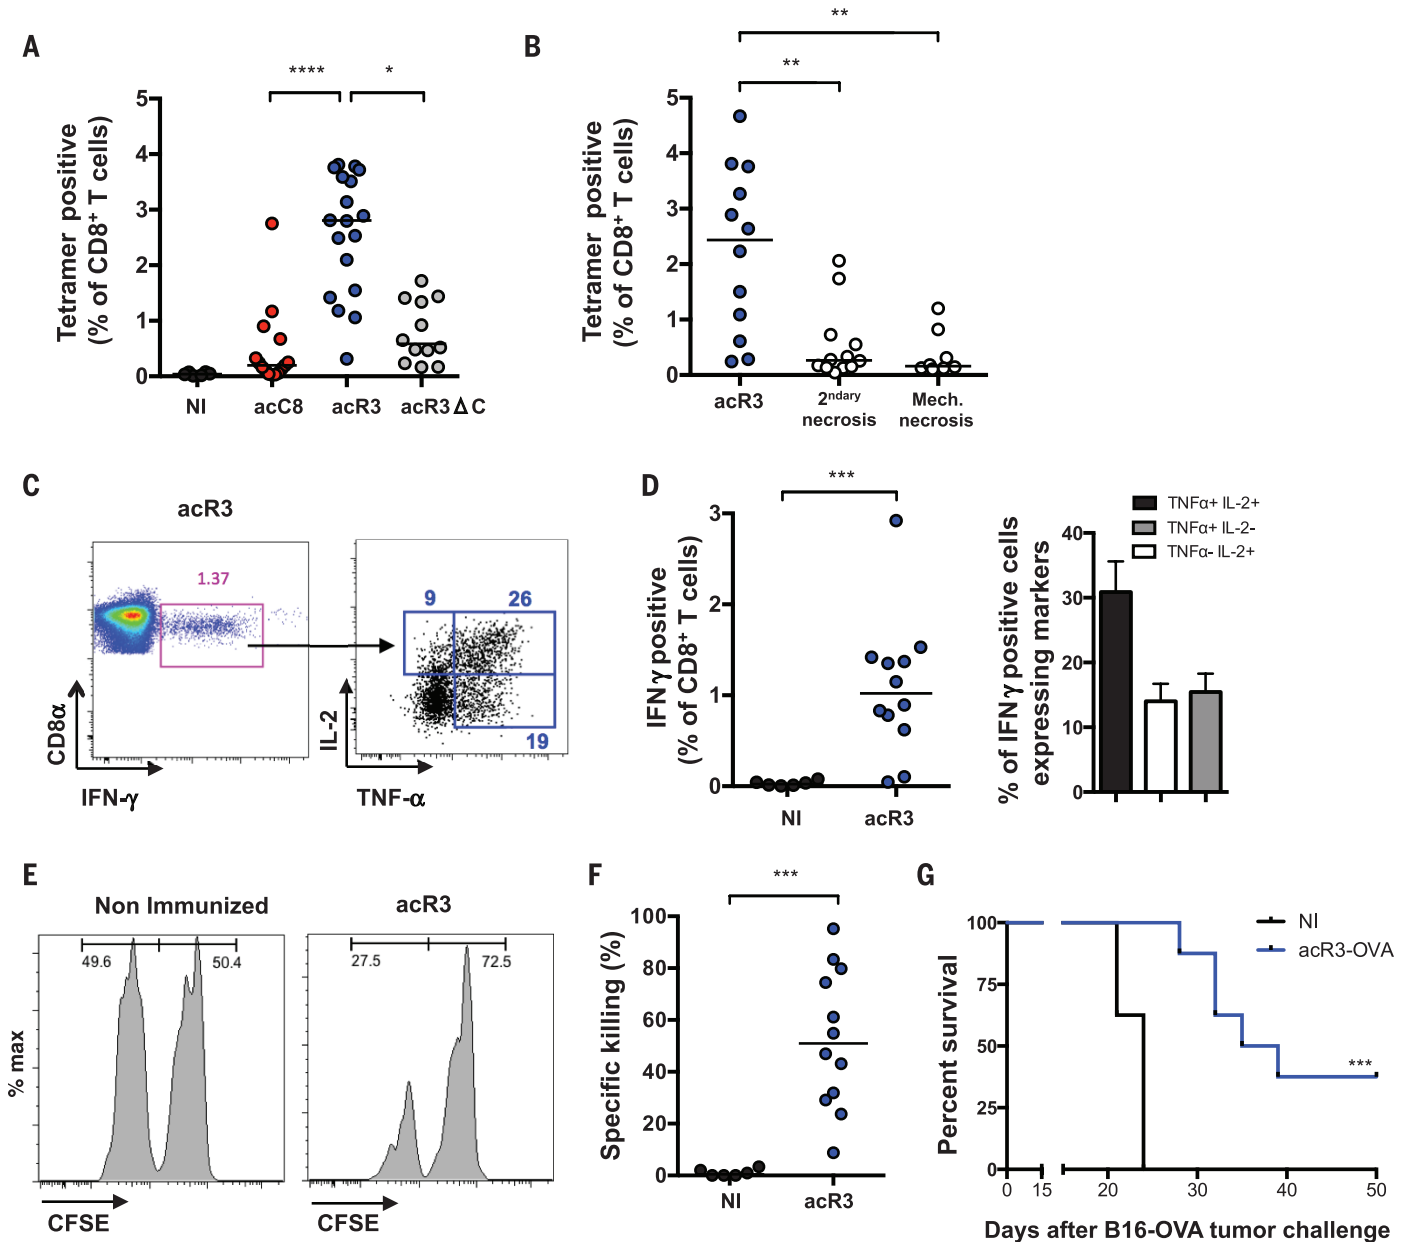 A
****
*
Tetramer positive
(% of CD8+ T cells)
5
4
3
2
1
0
NI
acC8
acR3
acR3 Δ C
B
**
**
Tetramer positive
(% of CD8+ T cells)
5
4
3
2
1
0
acR3
2ndary
necrosis
Mech.
necrosis
C
acR3
1.37
CD8α
IFN-γ
9
26
19
IL-2
TNF-α
D
***
IFNγ positive
(% of CD8+ T cells)
3
2
1
0
NI
acR3
TNFα+ IL-2+
TNFα+ IL-2-
TNFα- IL-2+
% of IFNγ positive cells
expressing markers
40
30
20
10
0
E
Non Immunized
49.6
50.4
% max
CFSE
acR3
27.5
72.5
CFSE
F
***
Specific killing (%)
100
80
60
40
20
0
NI
acR3
G
NI
acR3-OVA
***
Percent survival
100
75
50
25
0
0 15 20 30 40 50
Days after B16-OVA tumor challenge